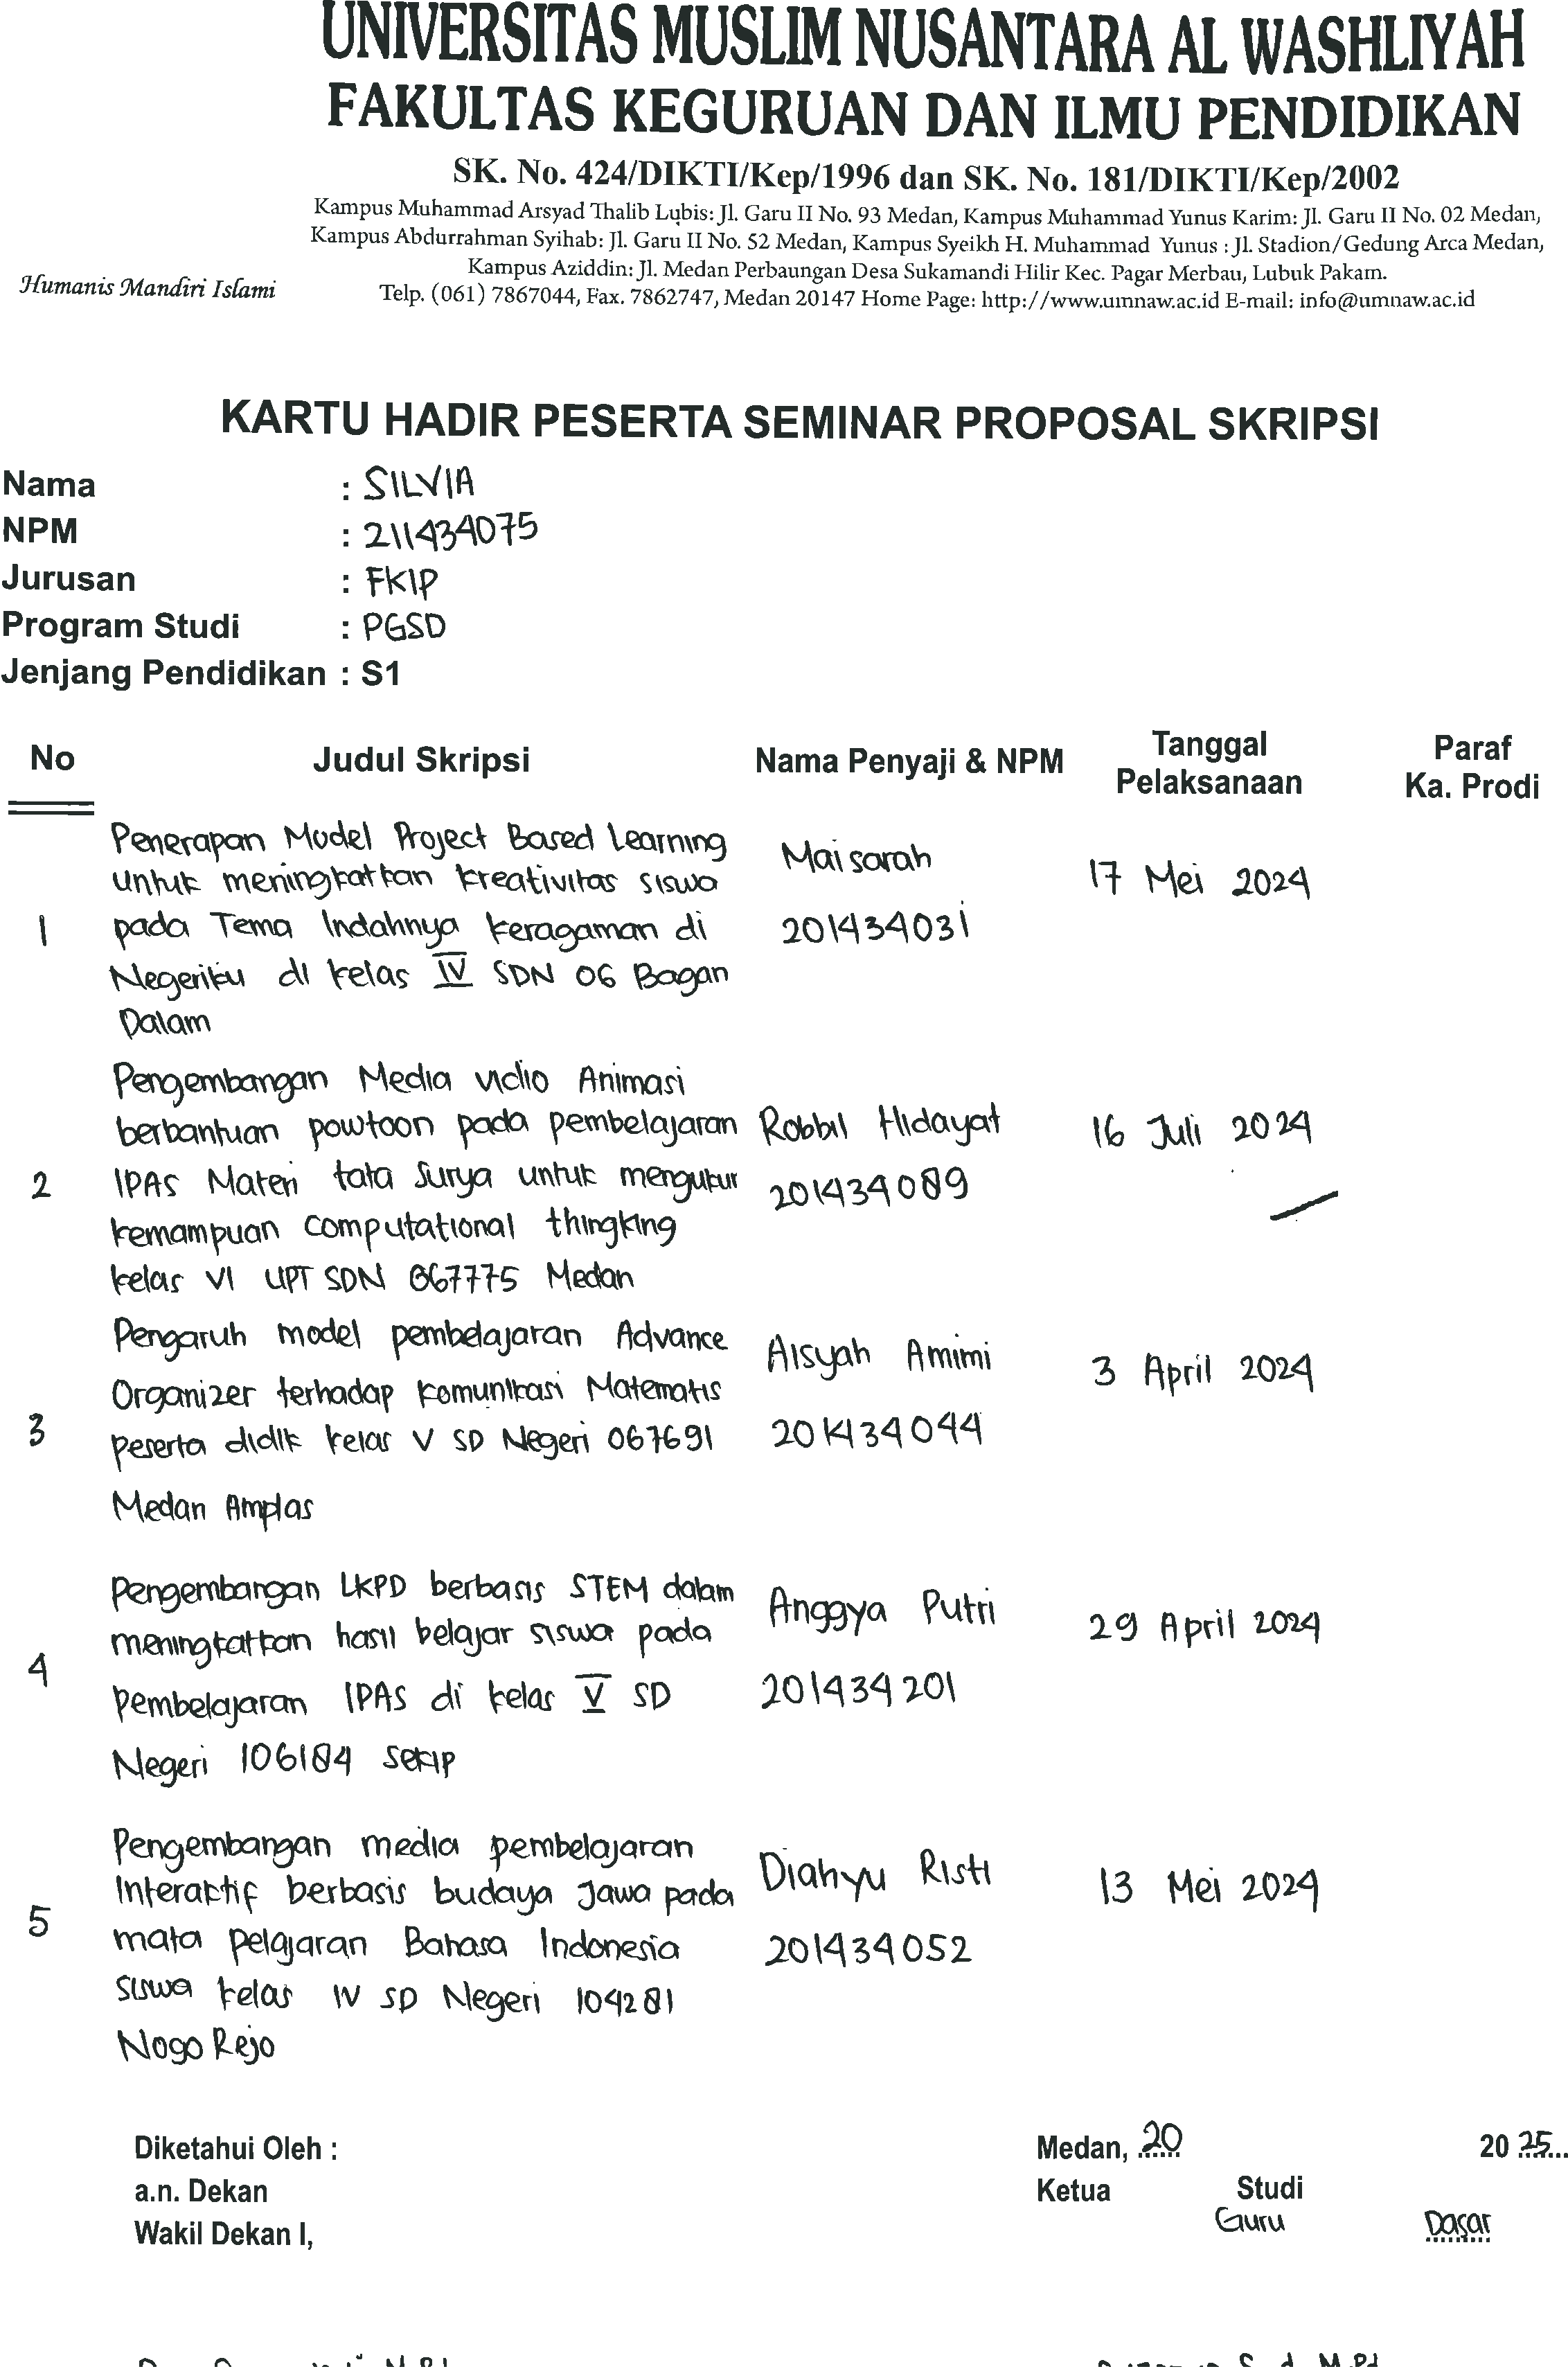 UNIVERSITAS MUSLIM NUSANTARA AL WASHLIYAH
FAKULTAS KEGURUAN DAN ILMU PENDIDIKAN
SK. No. 424/DIKTI/Kep/1996 dan SK. No. 181/DIKTI/Kep/2002
Kampus Muhammad Arsyad Thalib Lubis: Jl. Garu II No. 93 Medan, Kampus Muhammad Yunus Karim: Jl. Garu II No. 02 Medan,
Kampus Abdurrahman Syihab: Jl. Garu II No. 52 Medan, Kampus Syeikh H. Muhammad Yunus : Jl. Stadion/Gedung Arca Medan,
Kampus Aziddin: Jl. Medan Perbaungan Desa Sukamandi Hilir Kec. Pagar Merbau, Lubuk Pakam.
Humanis Mandiri Islami
Telp. (061) 7867044, Fax. 7862747, Medan 20147 Home Page: http://www.umnaw.ac.id E-mail: info@umnaw.ac.id
KARTU HADIR PESERTA SEMINAR PROPOSAL SKRIPSI
Nama : SILVIA
NPM : 211434075
Jurusan : FKIP
Program Studi : PGSD
Jenjang Pendidikan : S1
No Judul Skripsi Nama Penyaji & NPM Tanggal Pelaksanaan Paraf Ka. Prodi
Penerapan Model Project Based Learning Maisarah
untuk meningkatkan kreativitas siswa 17 Mei 2024
1 pada Tema Indahnya keragaman di 201434031
Negeriku di kelas IV SDN 06 Bagan
Dalam
Pengembangan Media vidio Animasi
berbantuan powtoon pada pembelajaran Robbil Hidayat 16 Juli 2024
2 IPAS Materi tata surya untuk mengukur 201434089
kemampuan computational thingking
kelas VI UPT SDN 067775 Medan
Pengaruh model pembelajaran Advance Aisyah Amimi 3 April 2024
Organizer terhadap komunikasi Matematis
3 peserta didik kelas V SD Negeri 067691 201434044
Medan Amplas
Pengembangan LKPD berbasis STEM dalam Anggya Putri
meningkatkan hasil belajar siswa pada 29 April 2024
4 pembelajaran IPAS di kelas V SD 201434201
Negeri 106184 Sekip
Pengembangan media pembelajaran Diahyu Risti
Interaktif berbasis budaya Jawa pada 13 Mei 2024
5 mata pelajaran Bahasa Indonesia 201434052
siswa kelas IV SD Negeri 104281
Nogo Rejo
Diketahui Oleh : Medan, 20 20 25
a.n. Dekan Ketua Studi
Wakil Dekan I, Guru Dasar